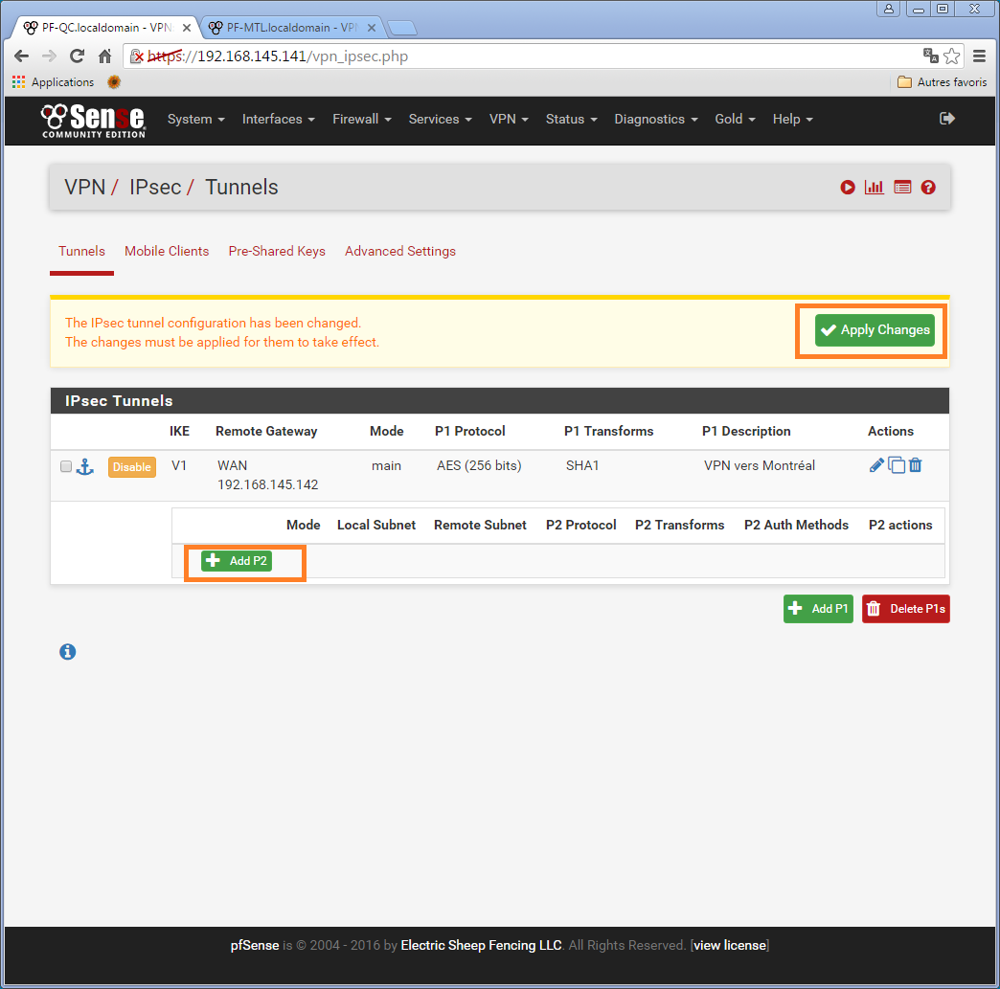 PF-QC.localdomain - VPN
PF-MTL.localdomain - VPN
https://192.168.145.141/vpn_ipsec.php
Applications
Autres favoris
Sense
COMMUNITY EDITION
System Interfaces Firewall Services VPN Status Diagnostics Gold Help
VPN / IPsec / Tunnels
Tunnels Mobile Clients Pre-Shared Keys Advanced Settings
The IPsec tunnel configuration has been changed.
The changes must be applied for them to take effect.
Apply Changes
IPsec Tunnels
IKE Remote Gateway Mode P1 Protocol P1 Transforms P1 Description Actions
Disable V1 WAN main AES (256 bits) SHA1 VPN vers Montréal
192.168.145.142
Mode Local Subnet Remote Subnet P2 Protocol P2 Transforms P2 Auth Methods P2 actions
Add P2
Add P1 Delete P1s
pfSense is © 2004 - 2016 by Electric Sheep Fencing LLC. All Rights Reserved. [view license]